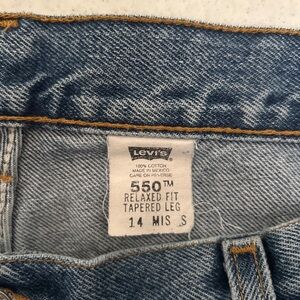 Levi's
100% COTTON
MADE IN MEXICO
CARE ON REVERSE
550™
RELAXED FIT
TAPERED LEG
14 MIS S